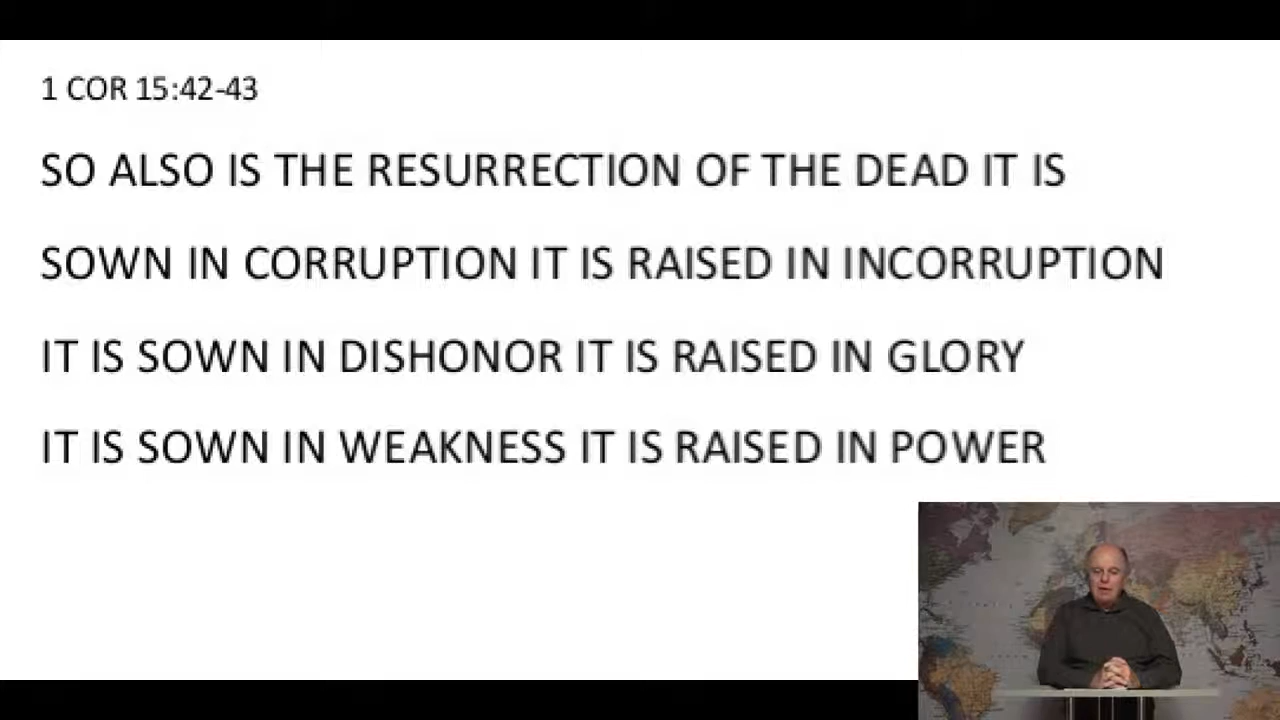 1 COR 15:42-43
SO ALSO IS THE RESURRECTION OF THE DEAD IT IS
SOWN IN CORRUPTION IT IS RAISED IN INCORRUPTION
IT IS SOWN IN DISHONOR IT IS RAISED IN GLORY
IT IS SOWN IN WEAKNESS IT IS RAISED IN POWER